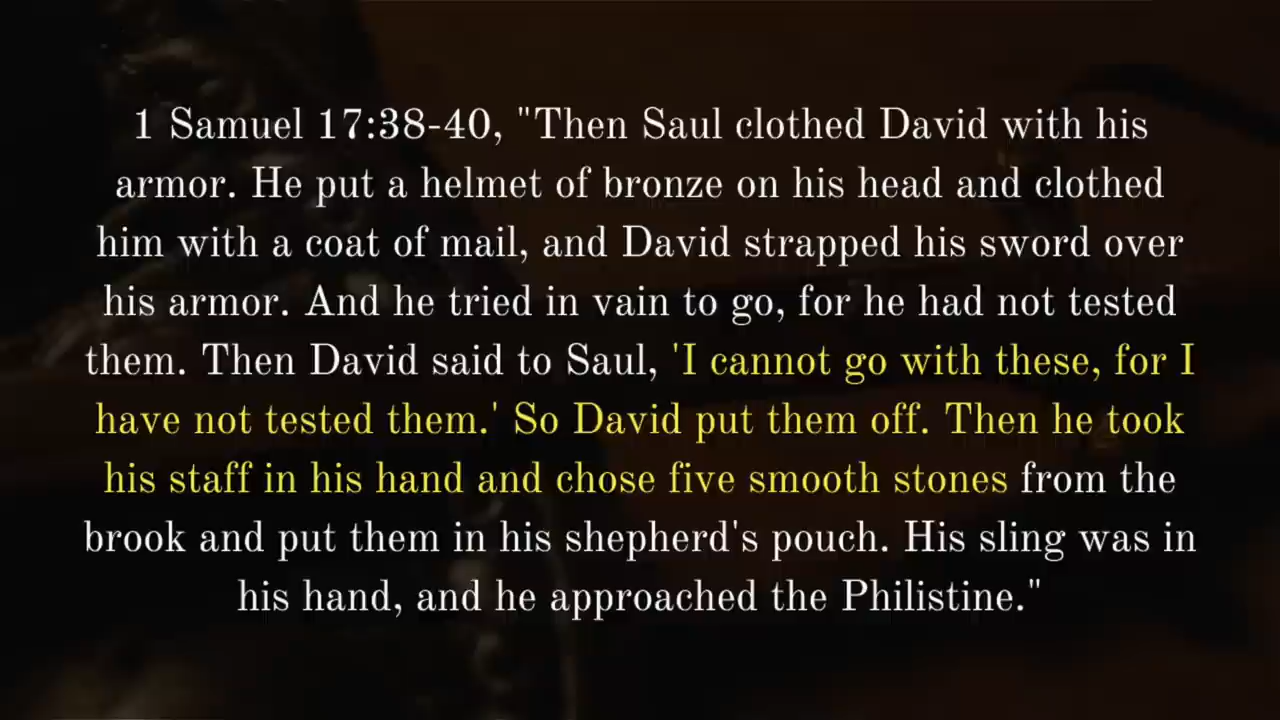 1 Samuel 17:38-40, "Then Saul clothed David with his
armor. He put a helmet of bronze on his head and clothed
him with a coat of mail, and David strapped his sword over
his armor. And he tried in vain to go, for he had not tested
them. Then David said to Saul, 'I cannot go with these, for I
have not tested them.' So David put them off. Then he took
his staff in his hand and chose five smooth stones from the
brook and put them in his shepherd's pouch. His sling was in
his hand, and he approached the Philistine."